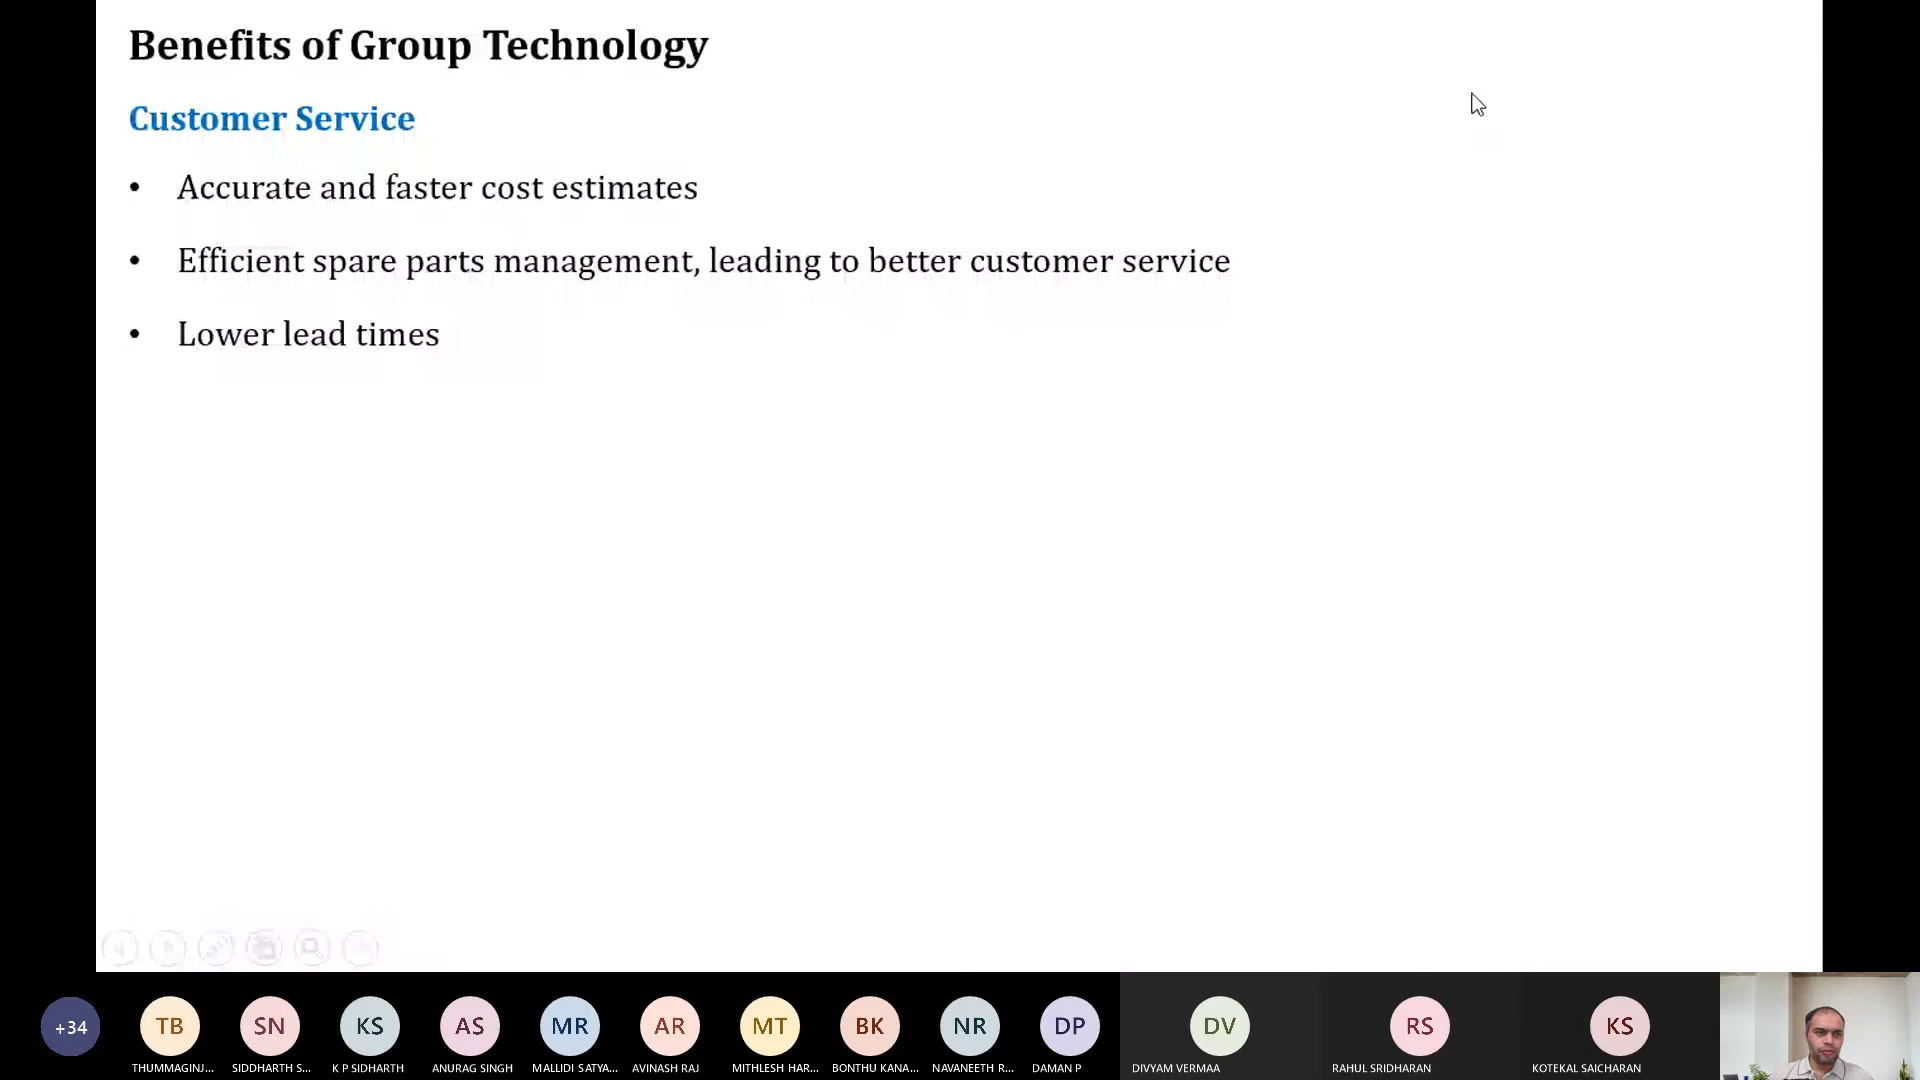 Benefits of Group Technology
Customer Service
• Accurate and faster cost estimates
• Efficient spare parts management, leading to better customer service
• Lower lead times
+34 TB SN KS AS MR AR MT BK NR DP DV RS KS
THUMMAGINJ... SIDDHARTH S... K P SIDHARTH ANURAG SINGH MALLIDI SATYA... AVINASH RAJ MITHLESH HAR... BONTHU KANA... NAVANEETH R... DAMAN P DIVYAM VERMAA RAHUL SRIDHARAN KOTEKAL SAICHARAN